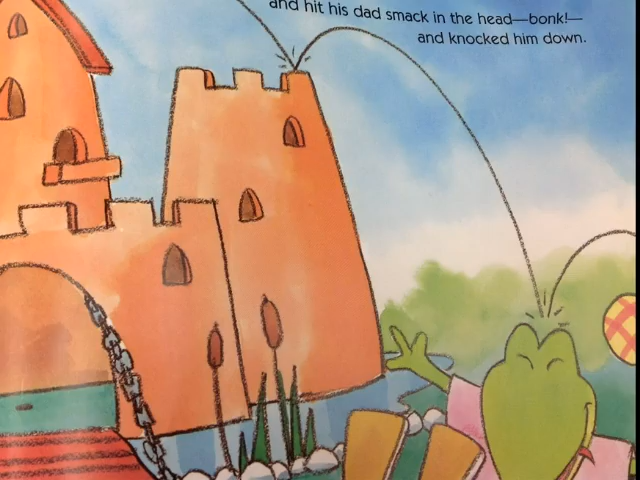 and hit his dad smack in the head—bonk!—
and knocked him down.